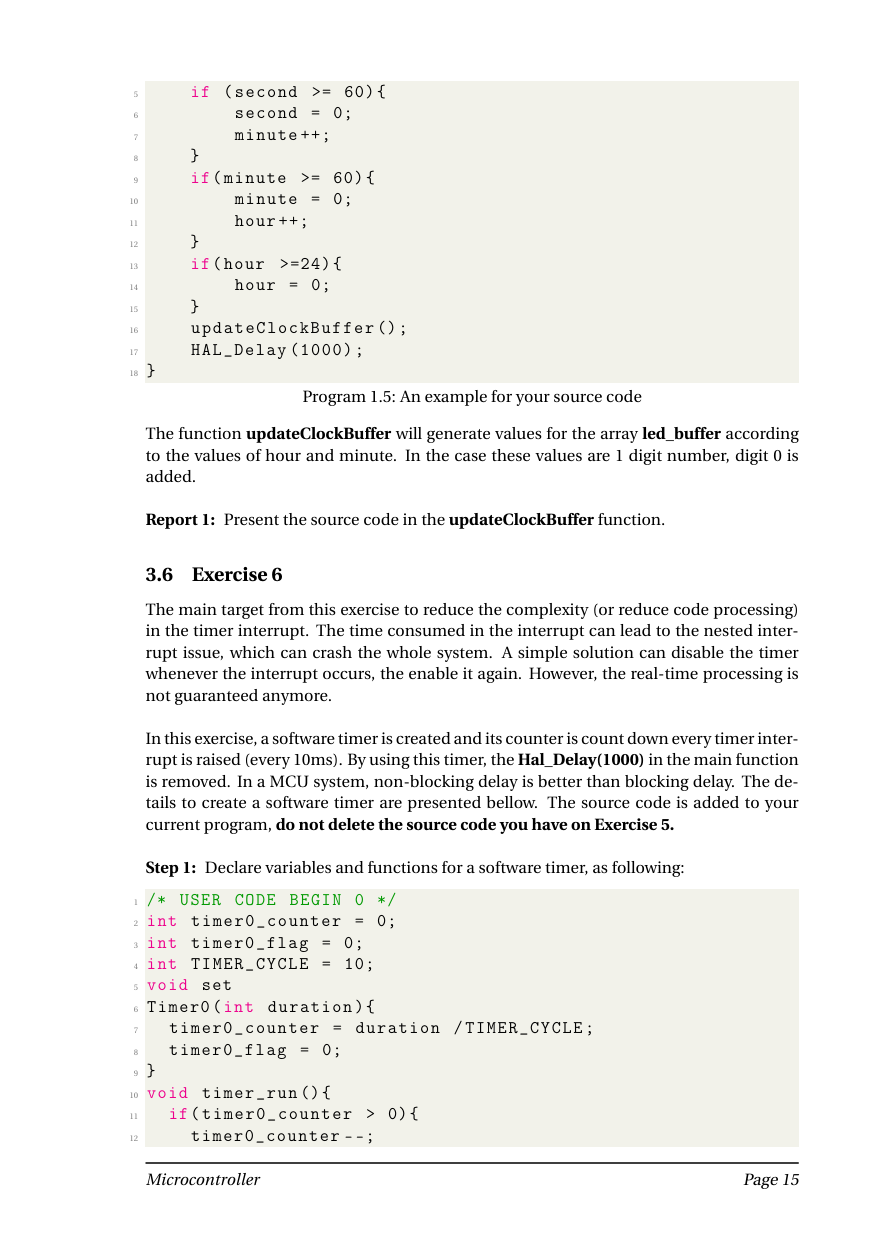 5 if (second >= 60){
6 second = 0;
7 minute++;
8 }
9 if(minute >= 60){
10 minute = 0;
11 hour++;
12 }
13 if(hour >=24){
14 hour = 0;
15 }
16 updateClockBuffer();
17 HAL_Delay(1000);
18 }
Program 1.5: An example for your source code
The function updateClockBuffer will generate values for the array led_buffer according
to the values of hour and minute. In the case these values are 1 digit number, digit 0 is
added.
Report 1: Present the source code in the updateClockBuffer function.
3.6 Exercise 6
The main target from this exercise to reduce the complexity (or reduce code processing)
in the timer interrupt. The time consumed in the interrupt can lead to the nested inter-
rupt issue, which can crash the whole system. A simple solution can disable the timer
whenever the interrupt occurs, the enable it again. However, the real-time processing is
not guaranteed anymore.
In this exercise, a software timer is created and its counter is count down every timer inter-
rupt is raised (every 10ms). By using this timer, the Hal_Delay(1000) in the main function
is removed. In a MCU system, non-blocking delay is better than blocking delay. The de-
tails to create a software timer are presented bellow. The source code is added to your
current program, do not delete the source code you have on Exercise 5.
Step 1: Declare variables and functions for a software timer, as following:
1 /* USER CODE BEGIN 0 */
2 int timer0_counter = 0;
3 int timer0_flag = 0;
4 int TIMER_CYCLE = 10;
5 void set
6 Timer0(int duration){
7 timer0_counter = duration /TIMER_CYCLE;
8 timer0_flag = 0;
9 }
10 void timer_run(){
11 if(timer0_counter > 0){
12 timer0_counter--;
Microcontroller Page 15